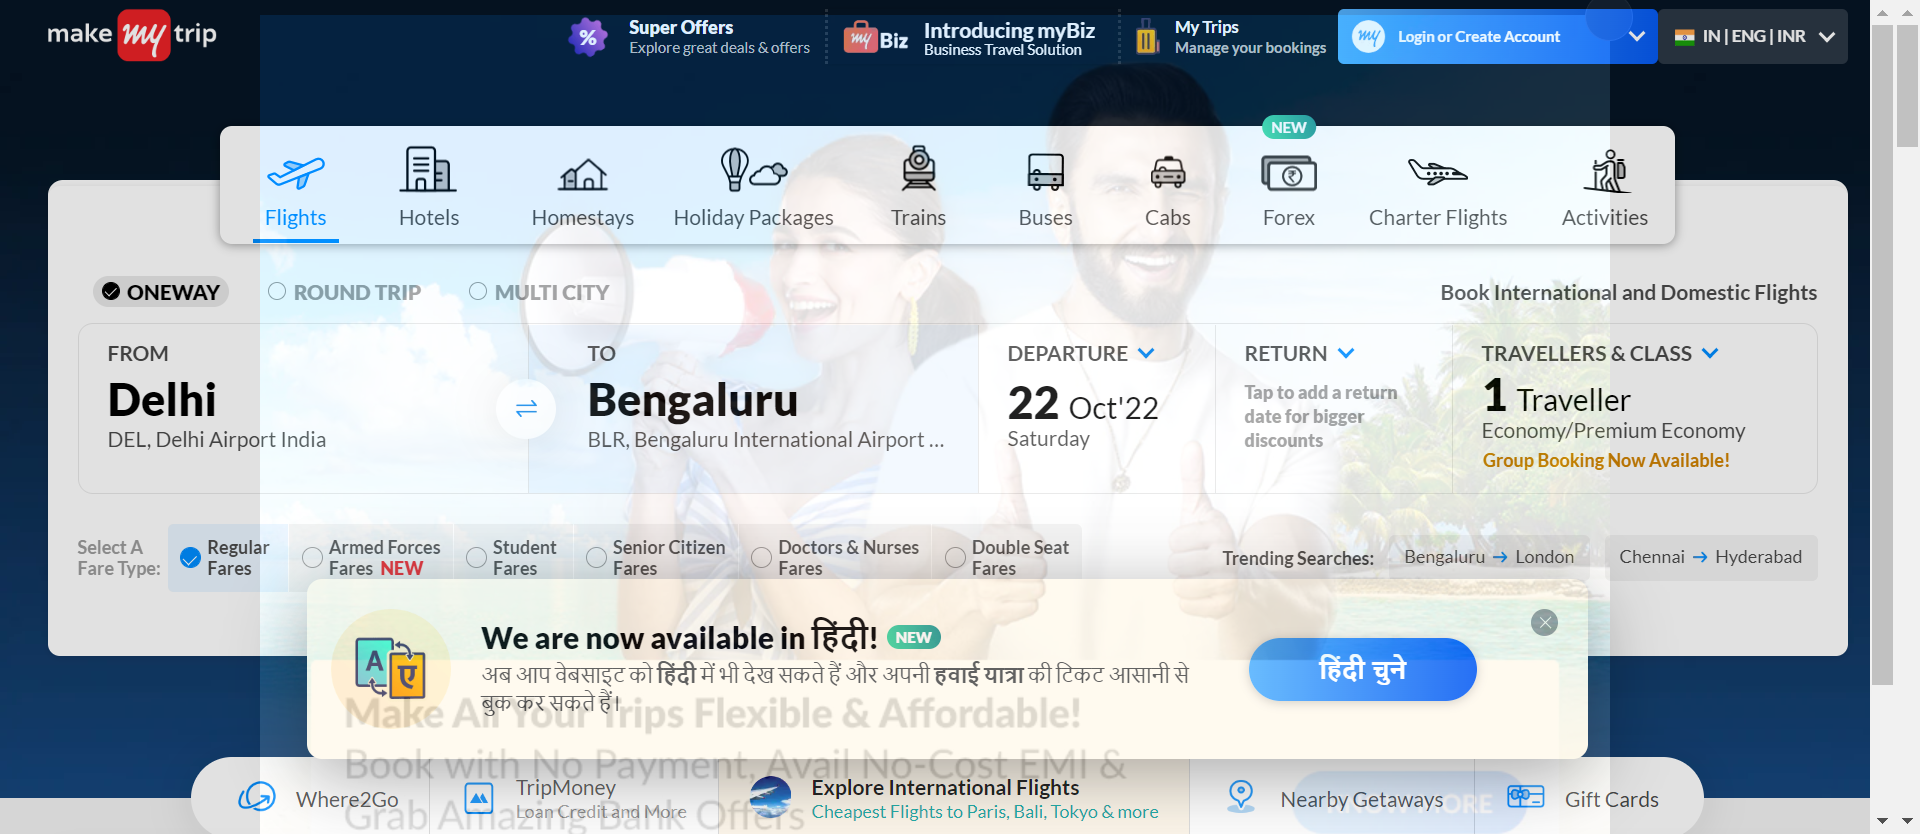 make my trip
Super Offers
Explore great deals & offers
my Biz
Introducing myBiz
Business Travel Solution
My Trips
Manage your bookings
my
Login or Create Account
IN | ENG | INR
NEW
Flights
Hotels
Homestays
Holiday Packages
Trains
Buses
Cabs
Forex
Charter Flights
Activities
ONEWAY
ROUND TRIP
MULTI CITY
Book International and Domestic Flights
FROM
Delhi
DEL, Delhi Airport India
TO
Bengaluru
BLR, Bengaluru International Airport ...
DEPARTURE
22 Oct'22
Saturday
RETURN
Tap to add a return
date for bigger
discounts
TRAVELLERS & CLASS
1 Traveller
Economy/Premium Economy
Group Booking Now Available!
Select A
Fare Type:
Regular
Fares
Armed Forces
Fares NEW
Student
Fares
Senior Citizen
Fares
Doctors & Nurses
Fares
Double Seat
Fares
Trending Searches:
Bengaluru → London
Chennai → Hyderabad
A ए
We are now available in हिंदी! NEW
अब आप वेबसाइट को हिंदी में भी देख सकते हैं और अपनी हवाई यात्रा की टिकट आसानी से
बुक कर सकते हैं।
हिंदी चुने
Make All Your Trips Flexible & Affordable!
Book with No Payment, Avail No-Cost EMI &
Grab Amazing Bank Offers
KNOW MORE
Where2Go
TripMoney
Loan Credit and More
Explore International Flights
Cheapest Flights to Paris, Bali, Tokyo & more
Nearby Getaways
Gift Cards